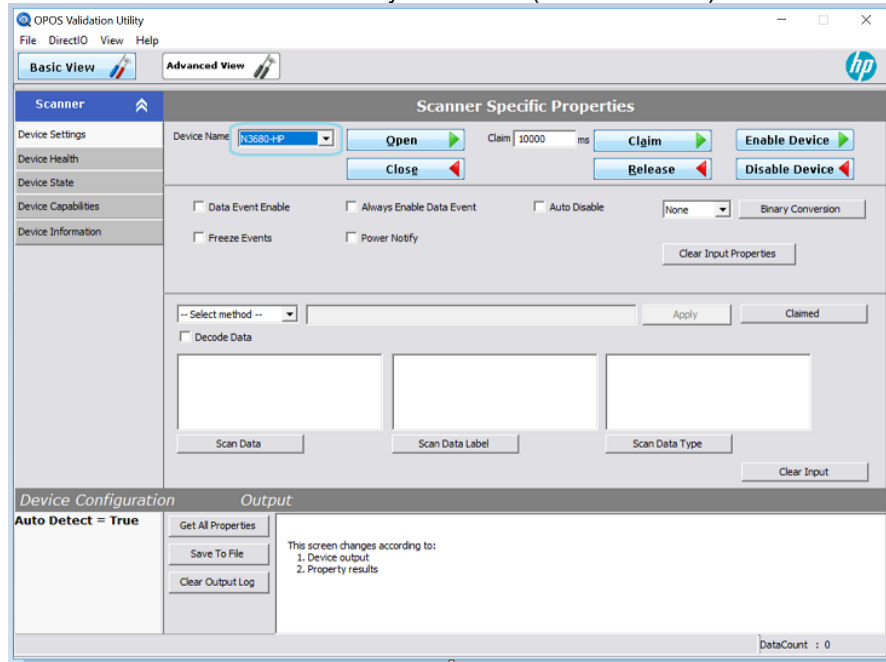 OPOS Validation Utility
File DirectIO View Help
Basic View
Advanced View
hp
Scanner
Scanner Specific Properties
Device Settings
Device Health
Device State
Device Capabilities
Device Information
Device Name N3680-HP Open Claim 10000 ms Claim Enable Device
Close Release Disable Device
Data Event Enable Always Enable Data Event Auto Disable None Binary Conversion
Freeze Events Power Notify
Clear Input Properties
-- Select method -- Apply Claimed
Decode Data
Scan Data Scan Data Label Scan Data Type
Clear Input
Device Configuration Output
Auto Detect = True
Get All Properties
Save To File
Clear Output Log
This screen changes according to:
1. Device output
2. Property results
DataCount : 0